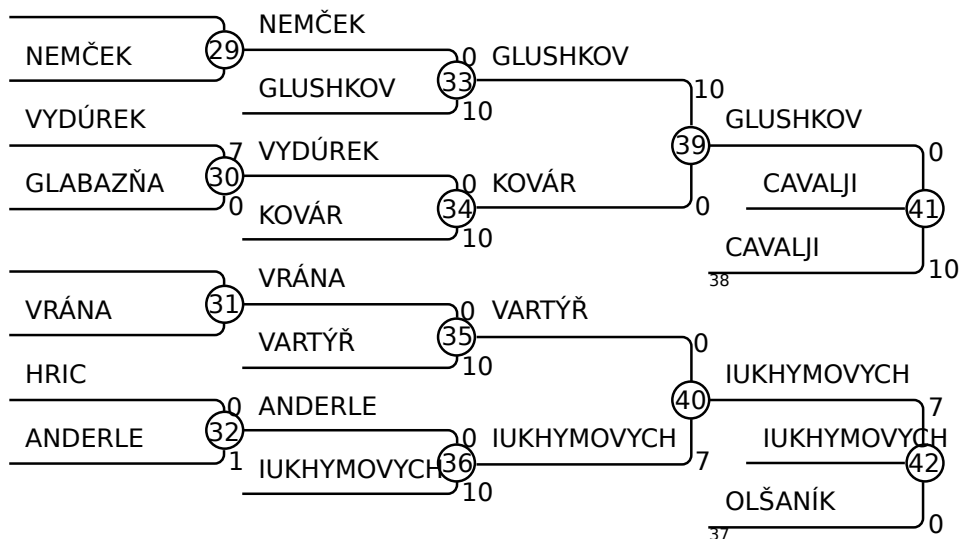 NEMČEK
29
NEMČEK
0
GLUSHKOV
33
GLUSHKOV
10
10
VYDÚREK
GLUSHKOV
7
VYDÚREK
39
0
GLABAZŇA
30
0
KOVÁR
CAVALJI
0
KOVÁR
34
0
41
10
CAVALJI
10
38
VRÁNA
VRÁNA
31
0
VARTÝŘ
VARTÝŘ
35
0
10
HRIC
IUKHYMOVYCH
0
ANDERLE
40
7
ANDERLE
32
0
IUKHYMOVYCH
IUKHYMOVYCH
1
IUKHYMOVYCH
36
7
42
10
OLŠANÍK
0
37